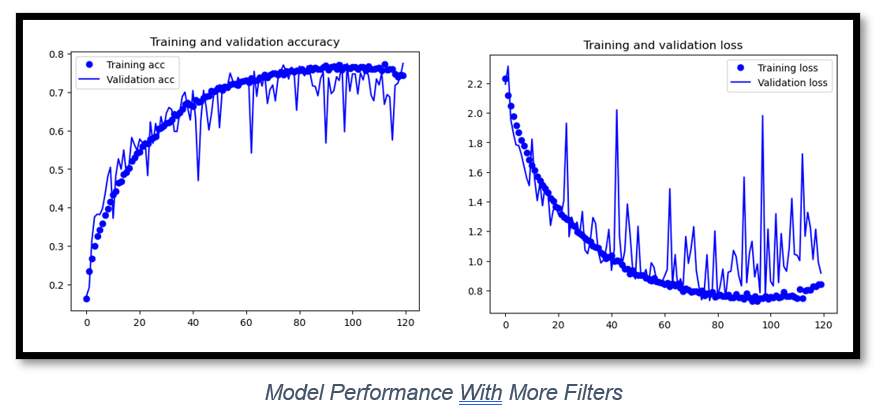 Training and validation accuracy
Training acc
Validation acc
0.8
0.7
0.6
0.5
0.4
0.3
0.2
0 20 40 60 80 100 120
Training and validation loss
Training loss
Validation loss
2.2
2.0
1.8
1.6
1.4
1.2
1.0
0.8
0 20 40 60 80 100 120
Model Performance With More Filters